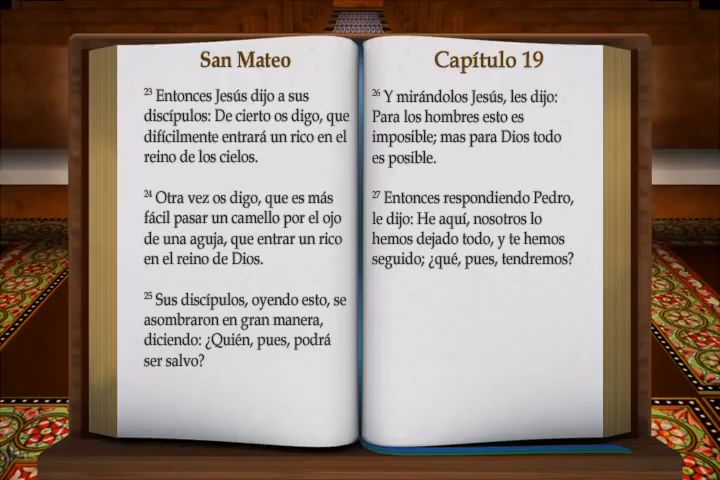 San Mateo
23 Entonces Jesús dijo a sus
discípulos: De cierto os digo, que
difícilmente entrará un rico en el
reino de los cielos.
24 Otra vez os digo, que es más
fácil pasar un camello por el ojo
de una aguja, que entrar un rico
en el reino de Dios.
25 Sus discípulos, oyendo esto, se
asombraron en gran manera,
diciendo: ¿Quién, pues, podrá
ser salvo?
Capítulo 19
26 Y mirándolos Jesús, les dijo:
Para los hombres esto es
imposible; mas para Dios todo
es posible.
27 Entonces respondiendo Pedro,
le dijo: He aquí, nosotros lo
hemos dejado todo, y te hemos
seguido; ¿qué, pues, tendremos?